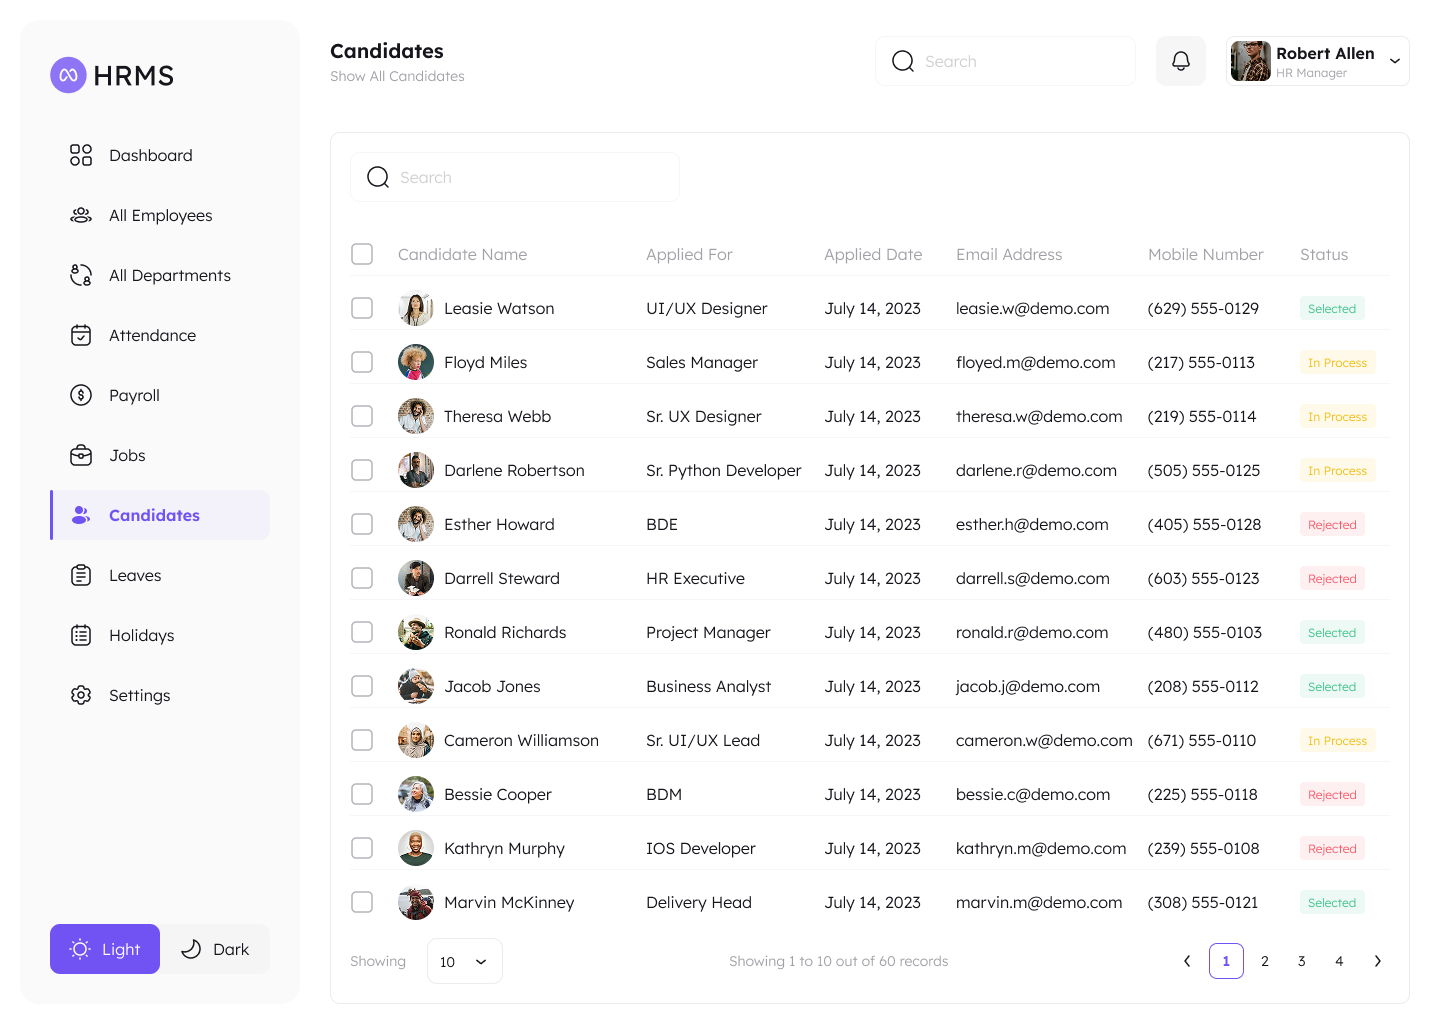 HRMS
Dashboard
All Employees
All Departments
Attendance
Payroll
Jobs
Candidates
Leaves
Holidays
Settings
Light Dark
Candidates
Show All Candidates
Search
Robert Allen
HR Manager
Search
Candidate Name Applied For Applied Date Email Address Mobile Number Status
Leasie Watson UI/UX Designer July 14, 2023 leasie.w@demo.com (629) 555-0129 Selected
Floyd Miles Sales Manager July 14, 2023 floyed.m@demo.com (217) 555-0113 In Process
Theresa Webb Sr. UX Designer July 14, 2023 theresa.w@demo.com (219) 555-0114 In Process
Darlene Robertson Sr. Python Developer July 14, 2023 darlene.r@demo.com (505) 555-0125 In Process
Esther Howard BDE July 14, 2023 esther.h@demo.com (405) 555-0128 Rejected
Darrell Steward HR Executive July 14, 2023 darrell.s@demo.com (603) 555-0123 Rejected
Ronald Richards Project Manager July 14, 2023 ronald.r@demo.com (480) 555-0103 Selected
Jacob Jones Business Analyst July 14, 2023 jacob.j@demo.com (208) 555-0112 Selected
Cameron Williamson Sr. UI/UX Lead July 14, 2023 cameron.w@demo.com (671) 555-0110 In Process
Bessie Cooper BDM July 14, 2023 bessie.c@demo.com (225) 555-0118 Rejected
Kathryn Murphy IOS Developer July 14, 2023 kathryn.m@demo.com (239) 555-0108 Rejected
Marvin McKinney Delivery Head July 14, 2023 marvin.m@demo.com (308) 555-0121 Selected
Showing 10 Showing 1 to 10 out of 60 records 1 2 3 4